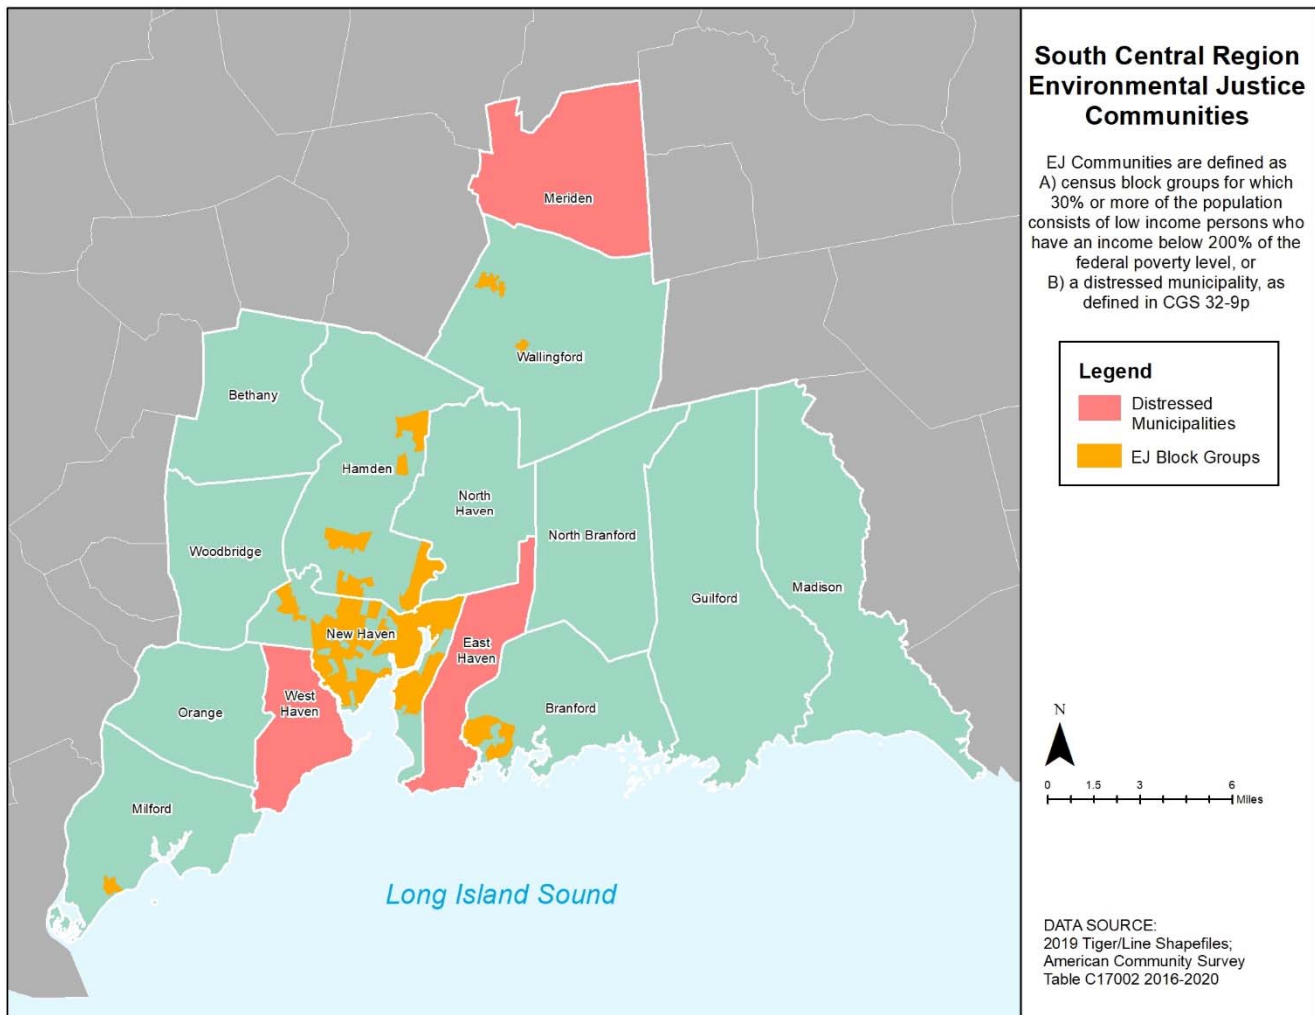 South Central Region
Environmental Justice
Communities
EJ Communities are defined as
A) census block groups for which
30% or more of the population
consists of low income persons who
have an income below 200% of the
federal poverty level, or
B) a distressed municipality, as
defined in CGS 32-9p
Legend
Distressed
Municipalities
EJ Block Groups
Meriden
Wallingford
Bethany
Hamden
North
Haven
North Branford
Woodbridge
Madison
Guilford
New Haven
East
Haven
West
Haven
Orange
Branford
Milford
Long Island Sound
N
0 1.5 3 6
Miles
DATA SOURCE:
2019 Tiger/Line Shapefiles;
American Community Survey
Table C17002 2016-2020